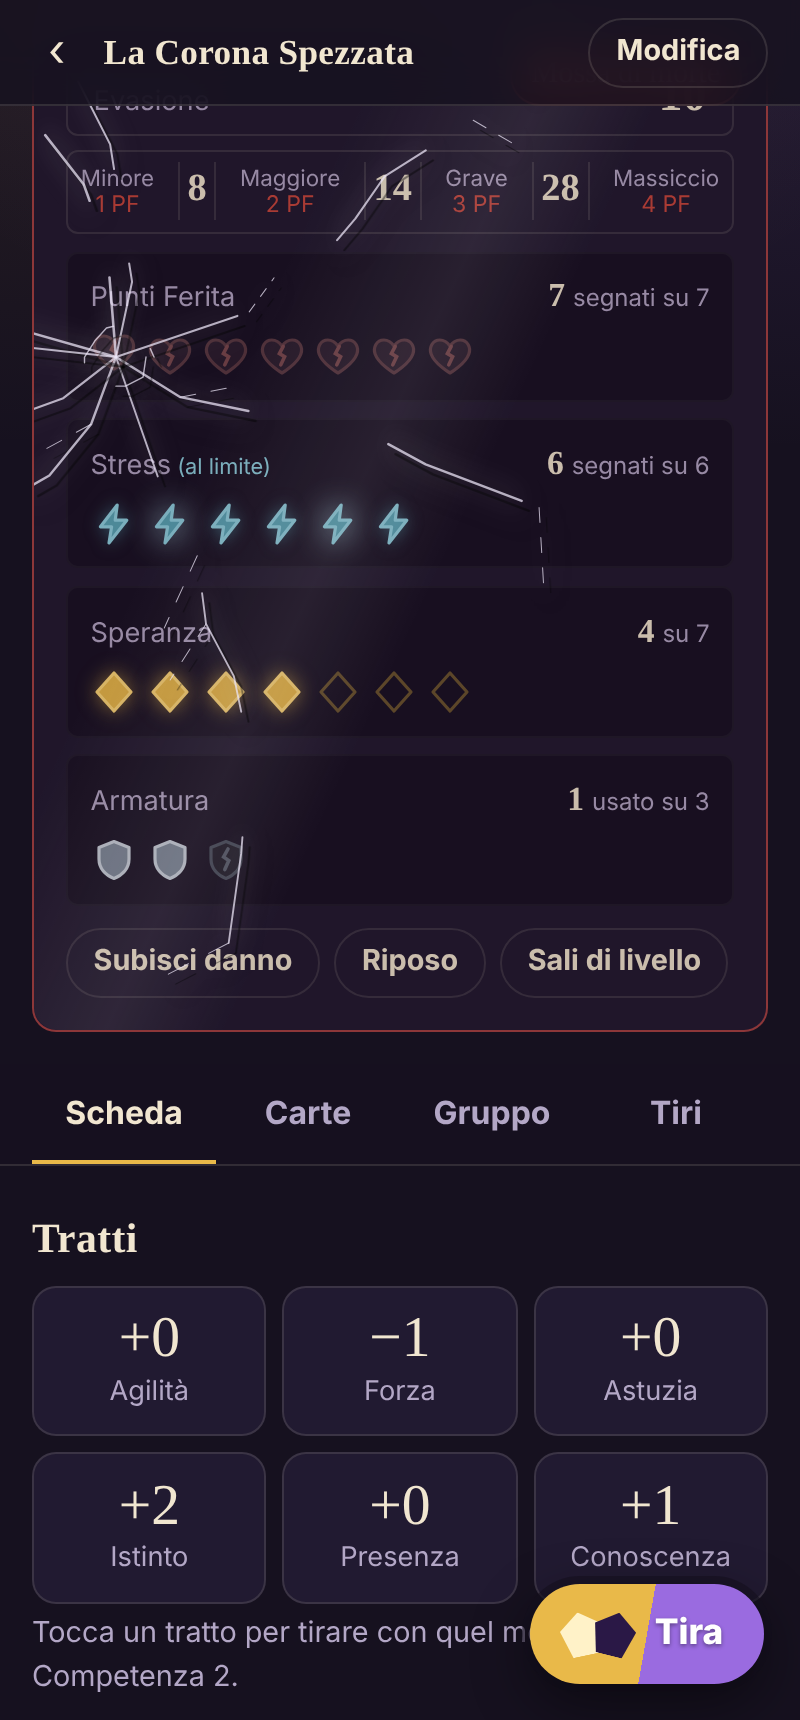 La Corona Spezzata
Modifica
Evasione
Minore 8 Maggiore 14 Grave 28 Massiccio
1 PF 2 PF 3 PF 4 PF
Punti Ferita 7 segnati su 7
Stress (al limite) 6 segnati su 6
Speranza 4 su 7
Armatura 1 usato su 3
Subisci danno Riposo Sali di livello
Scheda Carte Gruppo Tiri
Tratti
+0 −1 +0
Agilità Forza Astuzia
+2 +0 +1
Istinto Presenza Conoscenza
Tocca un tratto per tirare con quel
Tira
Competenza 2.